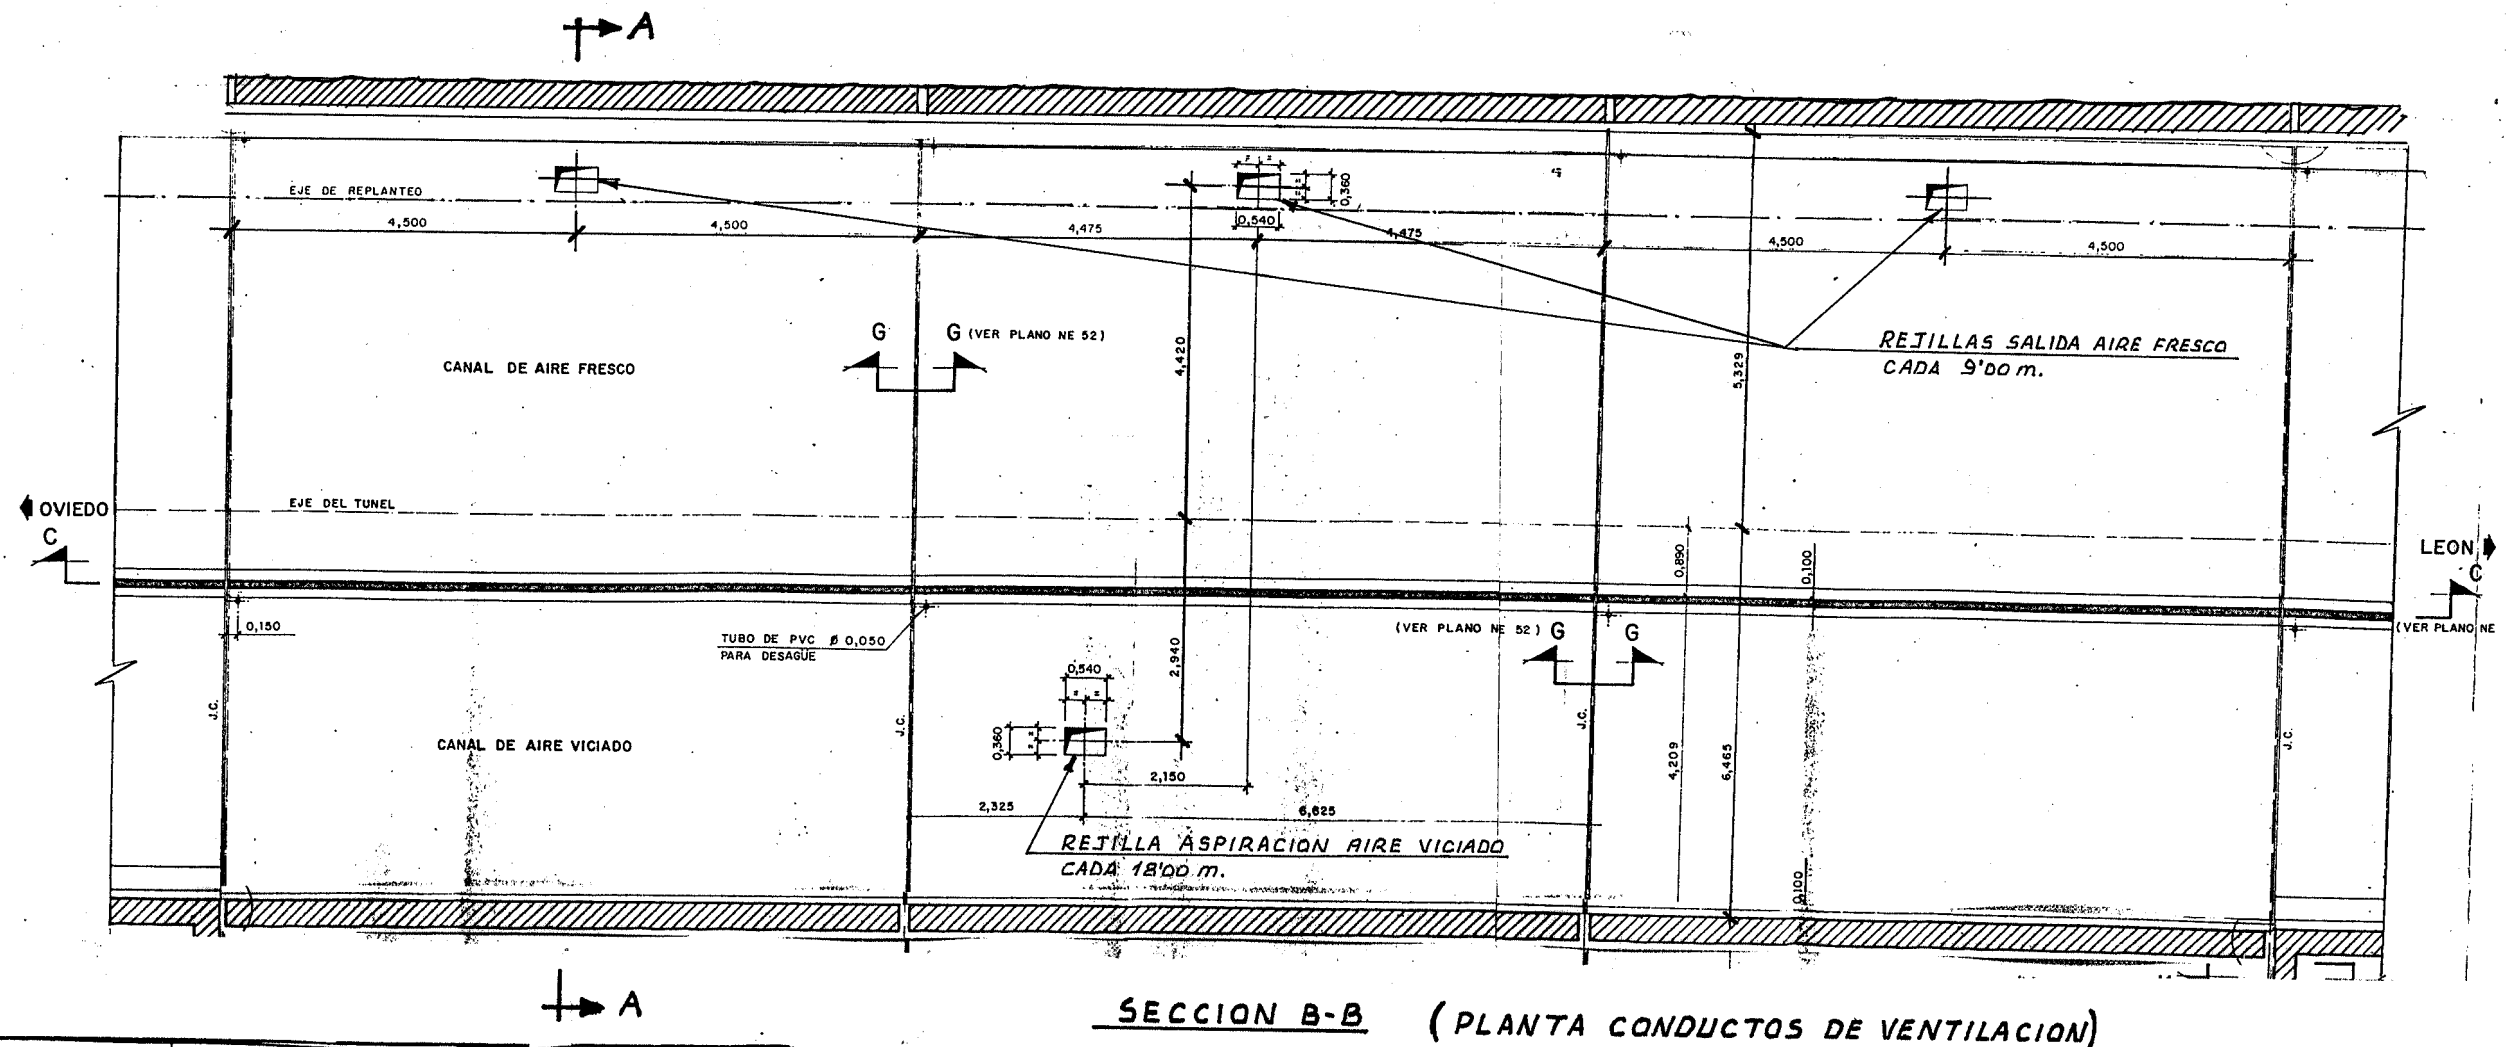 A
EJE DE REPLANTEO
4,500
4,500
4,475
4,475
4,500
4,500
0,540
0,360
G
G (VER PLANO NE 52)
CANAL DE AIRE FRESCO
4,420
5,329
REJILLAS SALIDA AIRE FRESCO
CADA 9'00 m.
OVIEDO
EJE DEL TUNEL
C
LEON
C
0,890
0,100
0,150
TUBO DE PVC Ø 0,050
PARA DESAGÜE
(VER PLANO NE 52) G
G
(VER PLANO NE
2,940
0,540
0,360
J.C.
J.C.
J.C.
J.C.
CANAL DE AIRE VICIADO
2,150
4,209
6,465
2,325
6,625
REJILLA ASPIRACION AIRE VICIADO
CADA 18'00 m.
0,100
A
SECCION B-B (PLANTA CONDUCTOS DE VENTILACION)